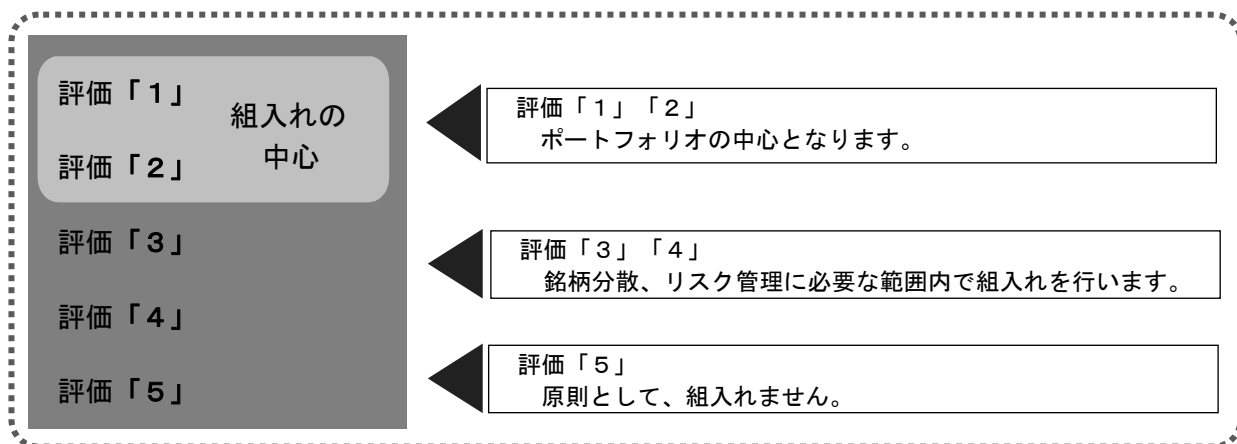 評価「１」
組入れの
中心
評価「２」
評価「３」
評価「４」
評価「５」
評価「１」「２」
ポートフォリオの中心となります。
評価「３」「４」
銘柄分散、リスク管理に必要な範囲内で組入れを行います。
評価「５」
原則として、組入れません。